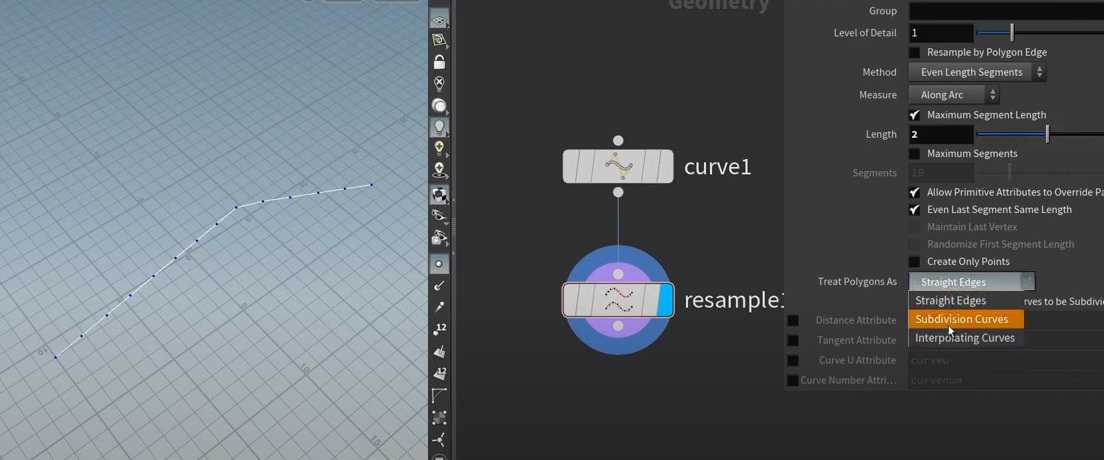 Geometry
curve1
resample1
Group
Level of Detail 1
Resample by Polygon Edge
Method Even Length Segments
Measure Along Arc
Maximum Segment Length
Length 2
Maximum Segments
Segments 10
Allow Primitive Attributes to Override Pa
Even Last Segment Same Length
Maintain Last Vertex
Randomize First Segment Length
Create Only Points
Treat Polygons As Straight Edges
Straight Edges
rves to be Subdivi
Subdivision Curves
Interpolating Curves
Distance Attribute
Tangent Attribute
Curve U Attribute curveu
Curve Number Attri... curvenum
12
12
10
15